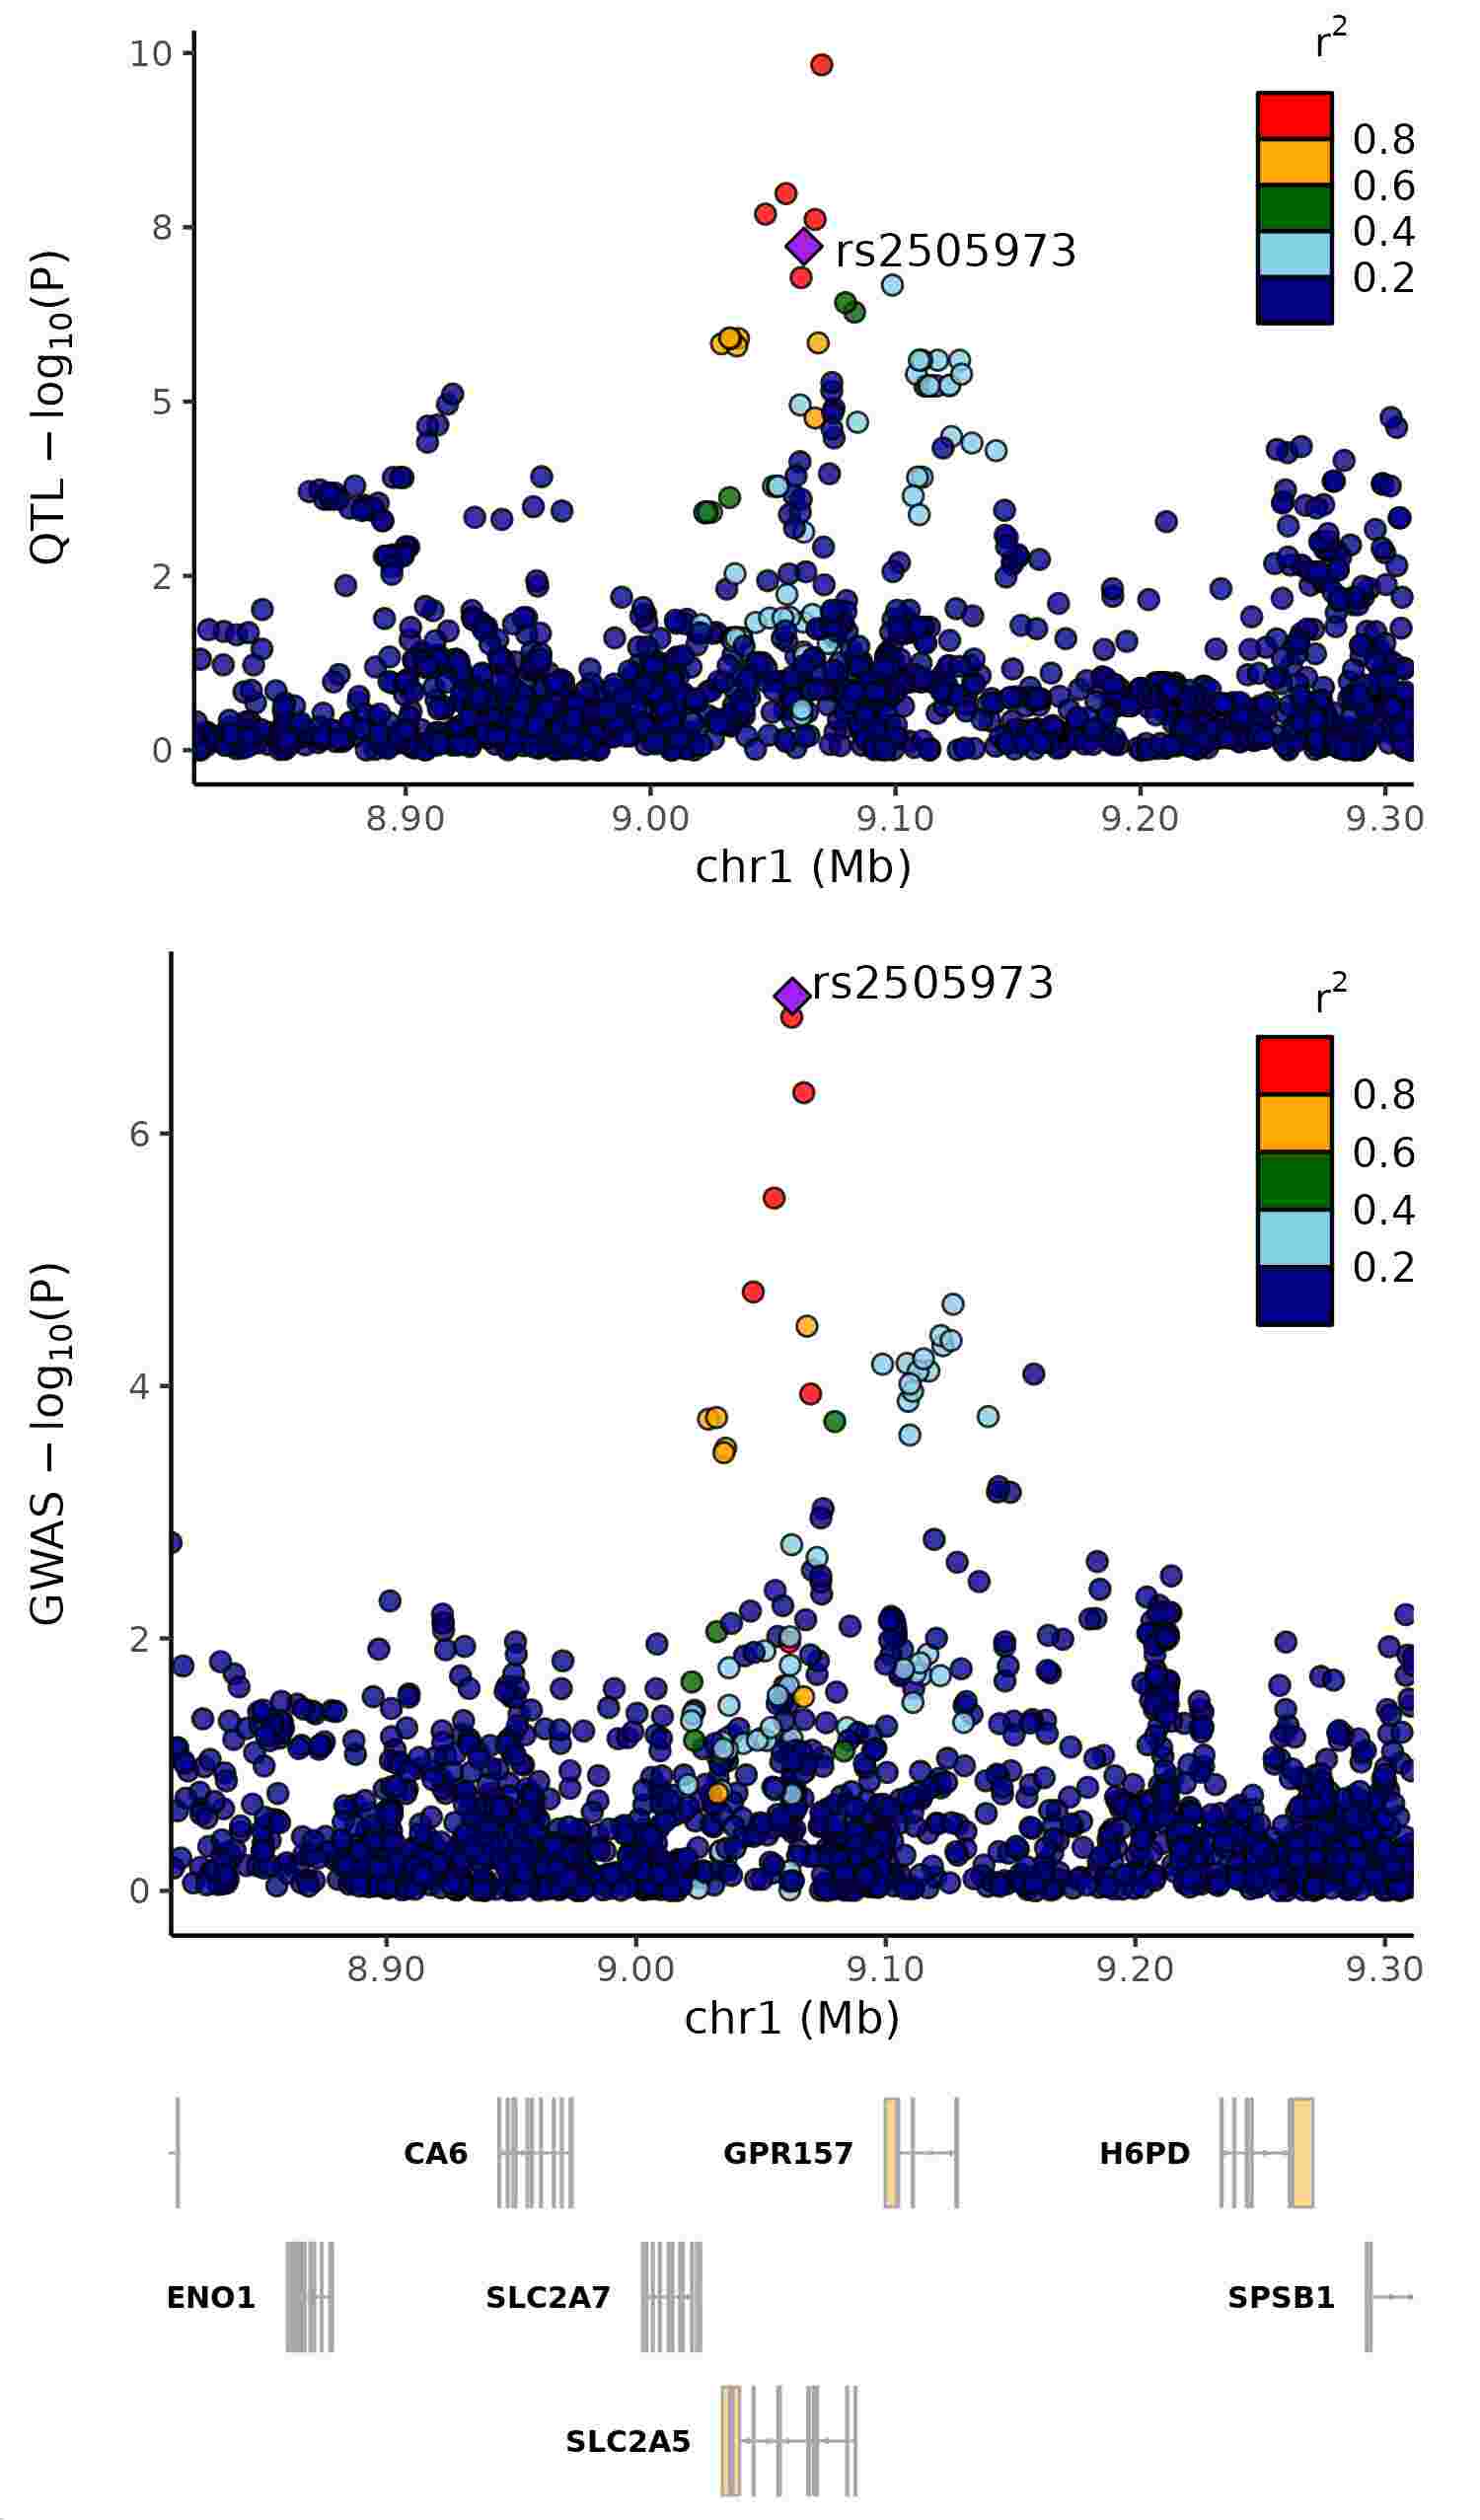 r²
10
8
5
2
0
0.8
0.6
0.4
0.2
rs2505973
QTL −log₁₀(P)
8.90 9.00 9.10 9.20 9.30
chr1 (Mb)
rs2505973
r²
0.8
0.6
0.4
0.2
6
4
2
0
GWAS −log₁₀(P)
8.90 9.00 9.10 9.20 9.30
chr1 (Mb)
CA6 GPR157 H6PD
ENO1 SLC2A7 SPSB1
SLC2A5